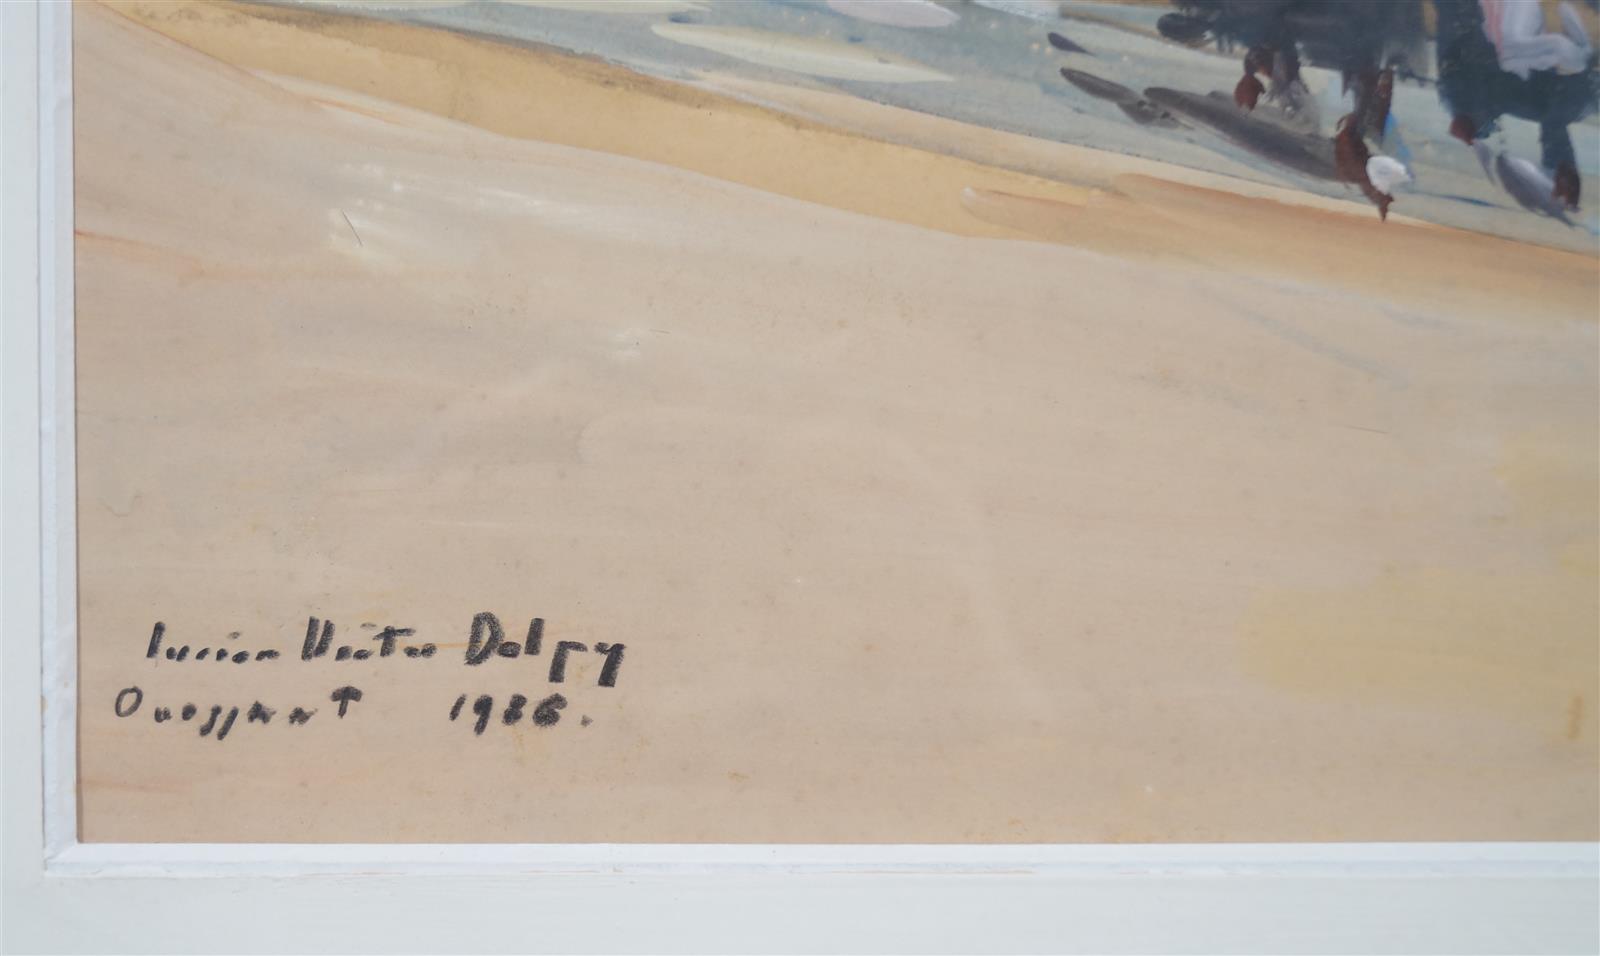 Lucien Victor Delpy
Ouessant 1936.